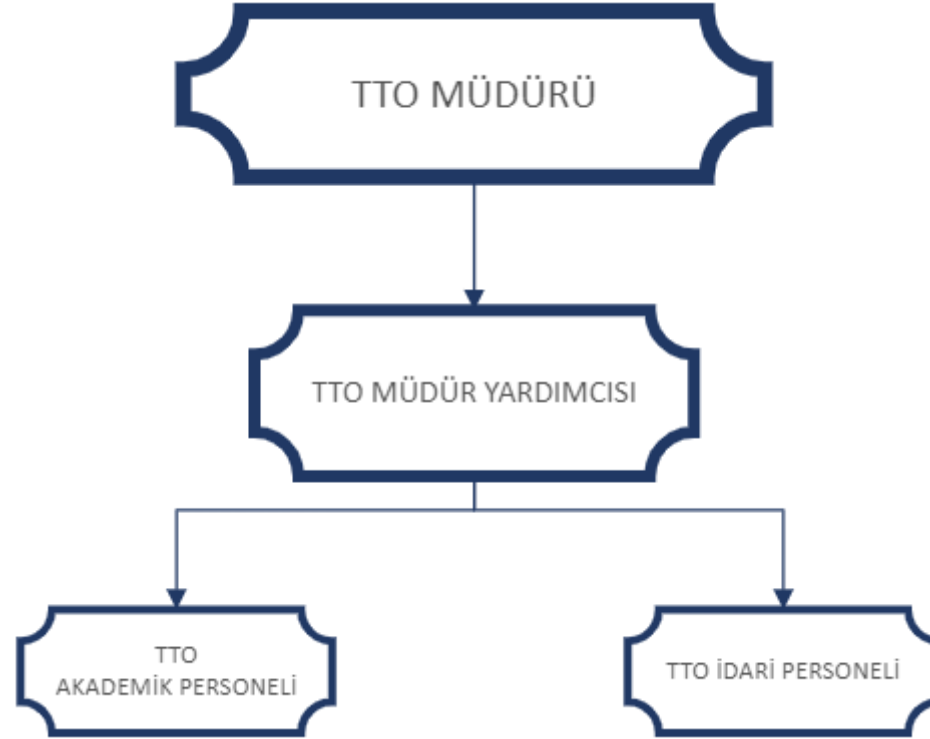 TTO MÜDÜRÜ
TTO MÜDÜR YARDIMCISI
TTO
AKADEMİK PERSONELİ
TTO İDARİ PERSONELİ